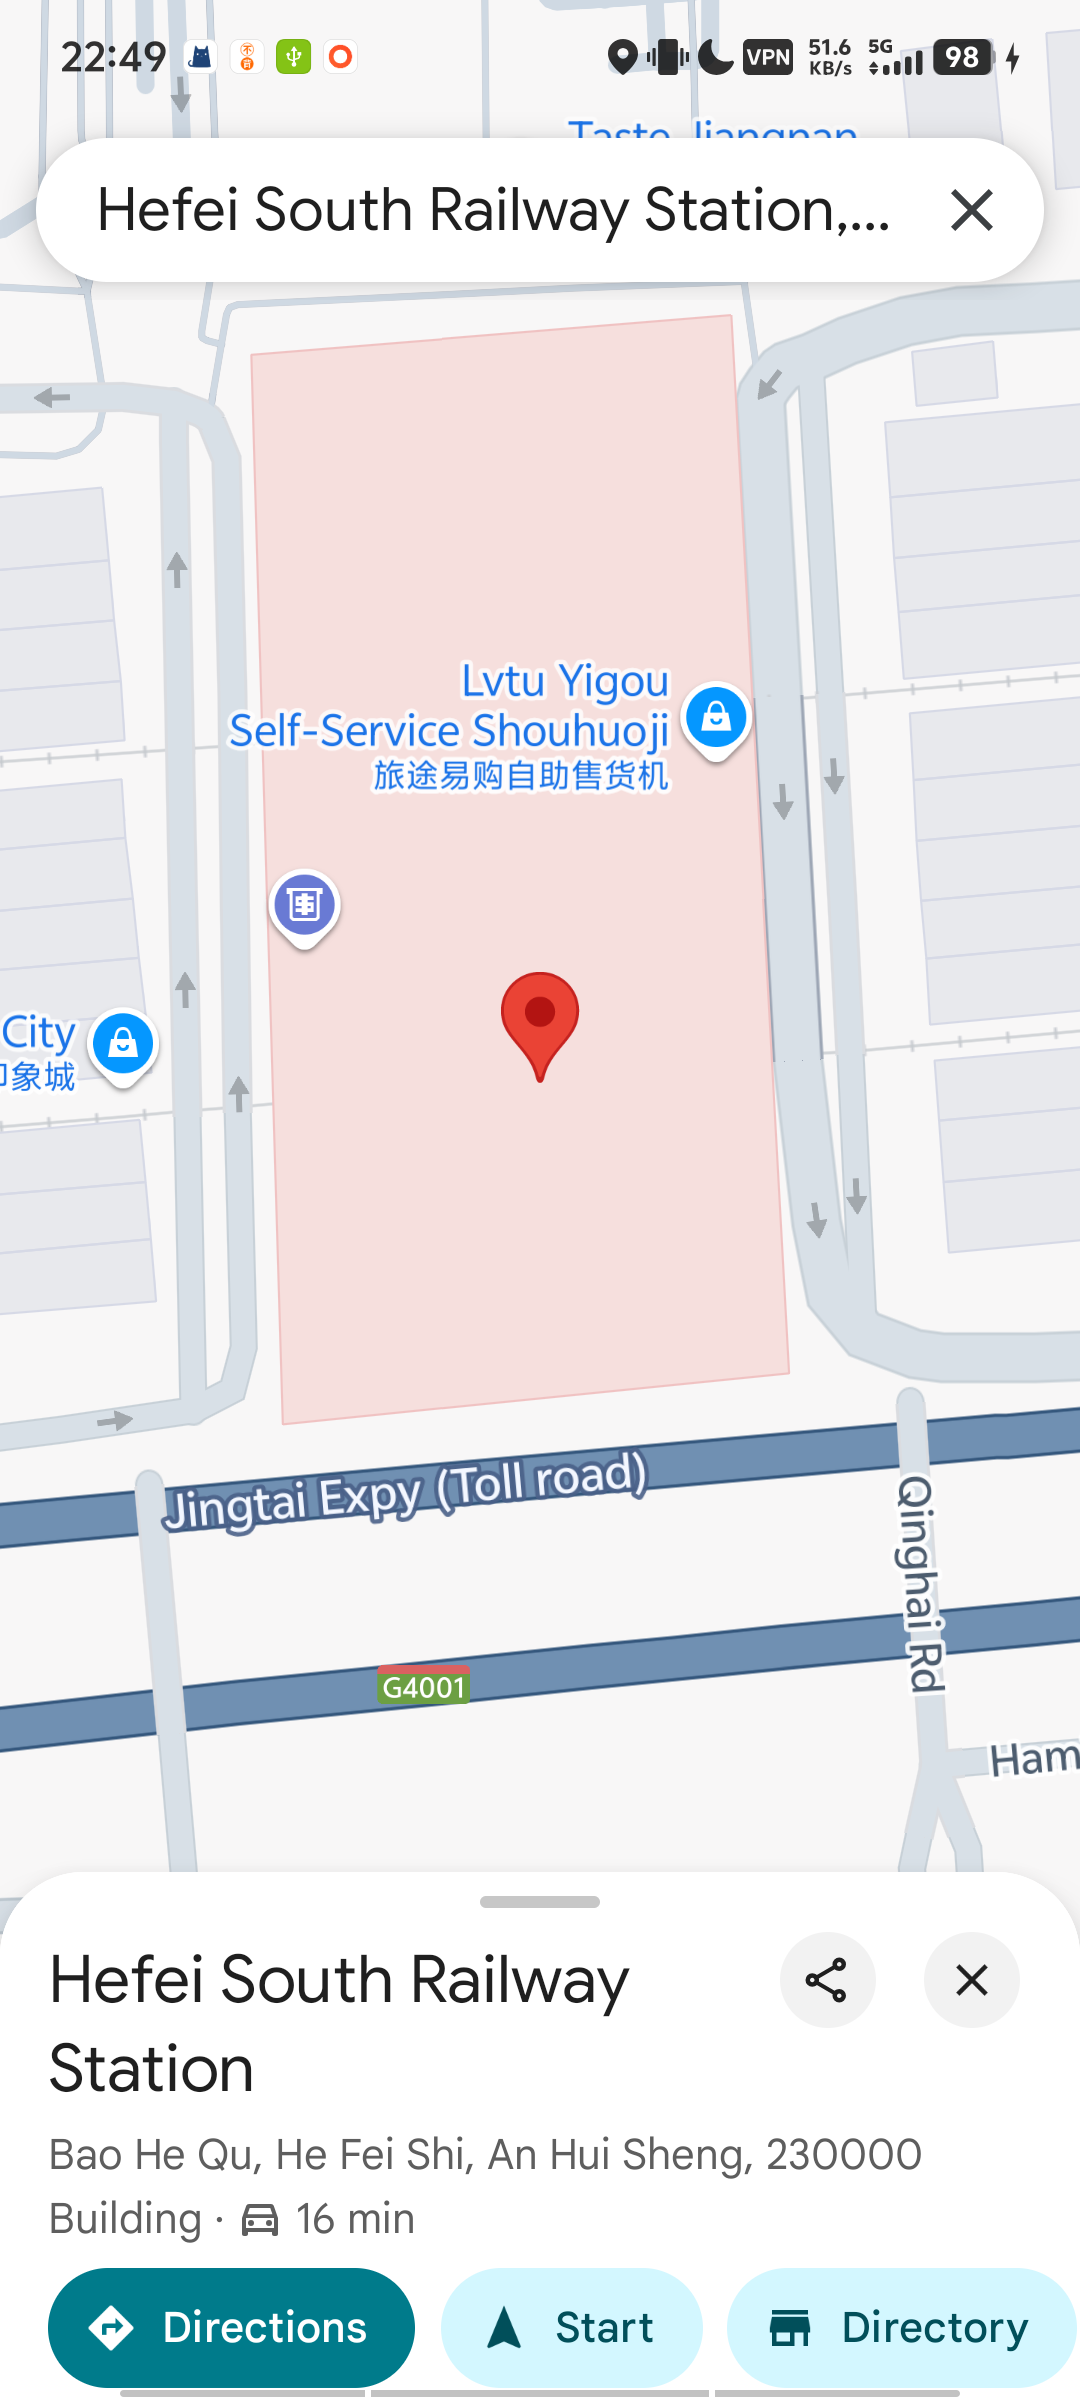 22:49
VPN
51.6
KB/s
5G
98
Taste Jiangnan
Hefei South Railway Station,...
Lvtu Yigou
Self-Service Shouhuoji
旅途易购自助售货机
City
印象城
Jingtai Expy (Toll road)
Qinghai Rd
G4001
Ham
Hefei South Railway
Station
Bao He Qu, He Fei Shi, An Hui Sheng, 230000
Building · 16 min
Directions
Start
Directory